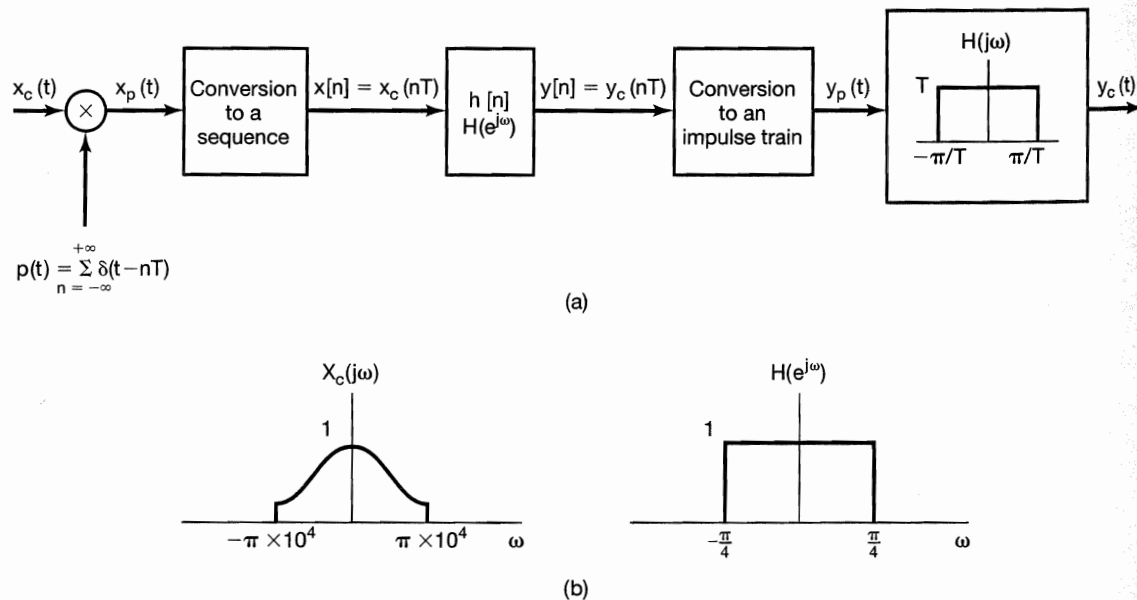 x_c(t)
x_p(t)
Conversion
to a
sequence
x[n] = x_c(nT)
h [n]
H(e^{jω})
y[n] = y_c(nT)
Conversion
to an
impulse train
y_p(t)
H(jω)
T
−π/T π/T
y_c(t)
×
+∞
p(t) = Σ δ(t−nT)
n = −∞
(a)
X_c(jω)
1
−π ×10^4 π ×10^4 ω
H(e^{jω})
1
−π/4 π/4 ω
(b)